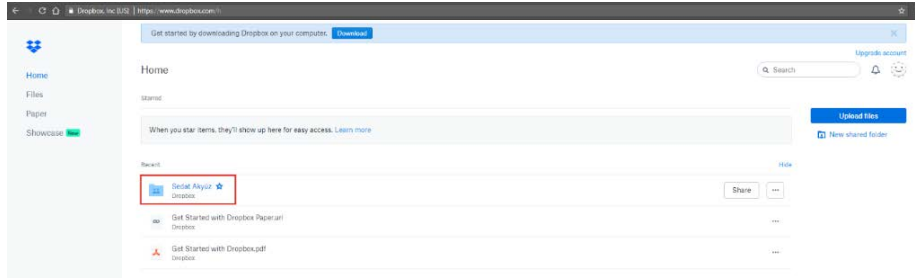 Dropbox, Inc [US] | https://www.dropbox.com/h
Get started by downloading Dropbox on your computer. Download
Upgrade account
Home
Home
Search
Files
Starred
Paper
Upload files
Showcase New
When you star items, they'll show up here for easy access. Learn more
New shared folder
Recent
Hide
Sedat Akyüz
Dropbox
Share
Get Started with Dropbox Paper.url
Dropbox
Get Started with Dropbox.pdf
Dropbox